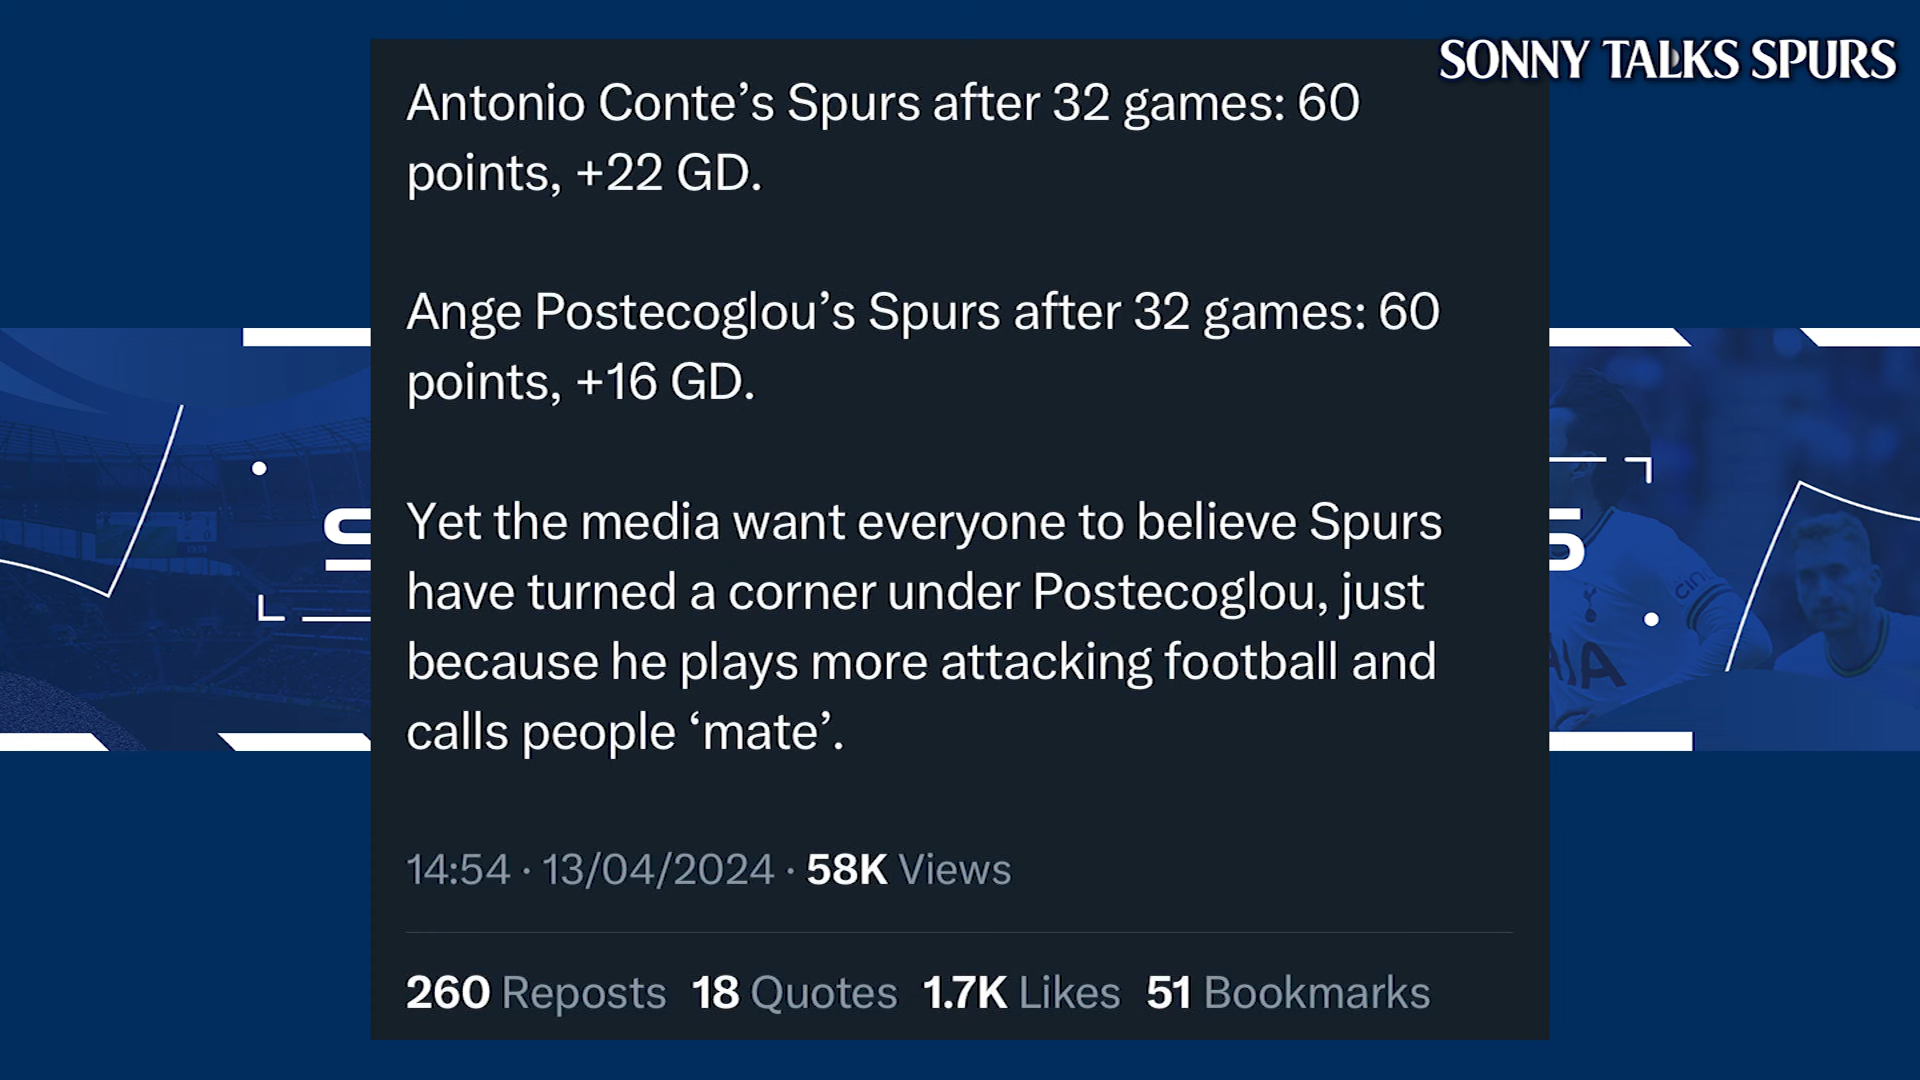 SONNY TALKS SPURS
Antonio Conte’s Spurs after 32 games: 60
points, +22 GD.
Ange Postecoglou’s Spurs after 32 games: 60
points, +16 GD.
Yet the media want everyone to believe Spurs
have turned a corner under Postecoglou, just
because he plays more attacking football and
calls people ‘mate’.
14:54 · 13/04/2024 · 58K Views
260 Reposts 18 Quotes 1.7K Likes 51 Bookmarks